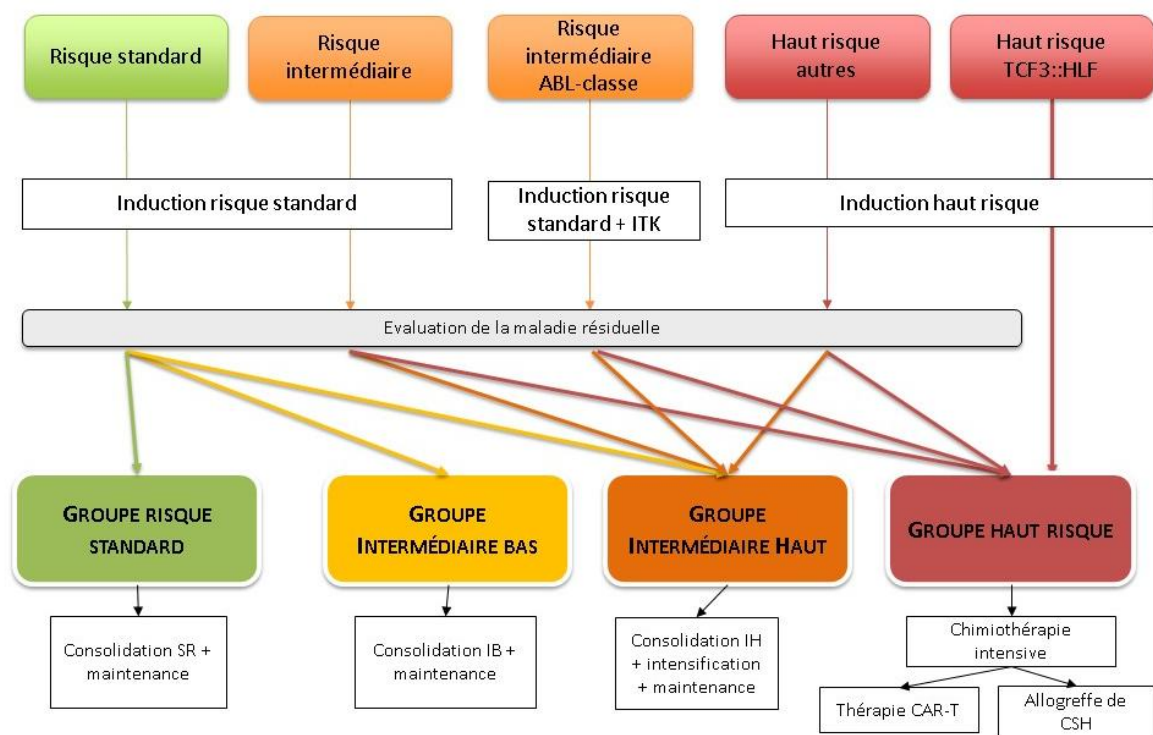 Risque standard
Risque
intermédiaire
Risque
intermédiaire
ABL-classe
Haut risque
autres
Haut risque
TCF3::HLF
Induction risque standard
Induction risque
standard + ITK
Induction haut risque
Evaluation de la maladie résiduelle
GROUPE RISQUE
STANDARD
GROUPE
INTERMÉDIAIRE BAS
GROUPE
INTERMÉDIAIRE HAUT
GROUPE HAUT RISQUE
Consolidation SR +
maintenance
Consolidation IB +
maintenance
Consolidation IH
+ intensification
+ maintenance
Chimiothérapie
intensive
Thérapie CAR-T
Allogreffe de
CSH